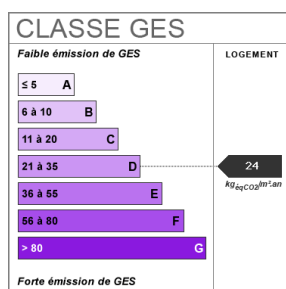 CLASSE GES
Faible émission de GES
LOGEMENT
≤ 5 A
6 à 10 B
11 à 20 C
21 à 35 D
24
kgéqCO2/m².an
36 à 55 E
56 à 80 F
> 80 G
Forte émission de GES